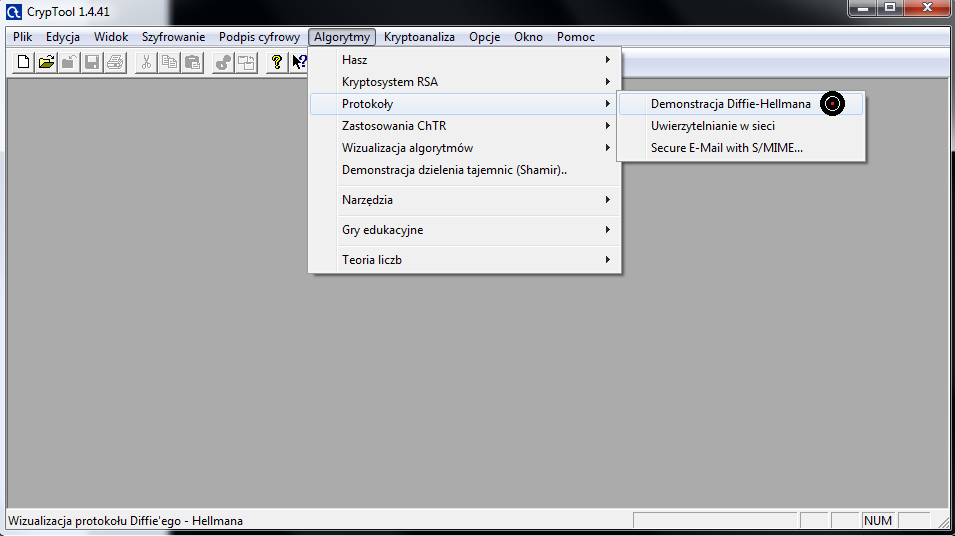 CrypTool 1.4.41
Plik Edycja Widok Szyfrowanie Podpis cyfrowy Algorytmy Kryptoanaliza Opcje Okno Pomoc
Hasz
Kryptosystem RSA
Protokoły
Demonstracja Diffie-Hellmana
Zastosowania ChTR
Uwierzytelnianie w sieci
Wizualizacja algorytmów
Secure E-Mail with S/MIME...
Demonstracja dzielenia tajemnic (Shamir)..
Narzędzia
Gry edukacyjne
Teoria liczb
Wizualizacja protokołu Diffie'ego - Hellmana
NUM